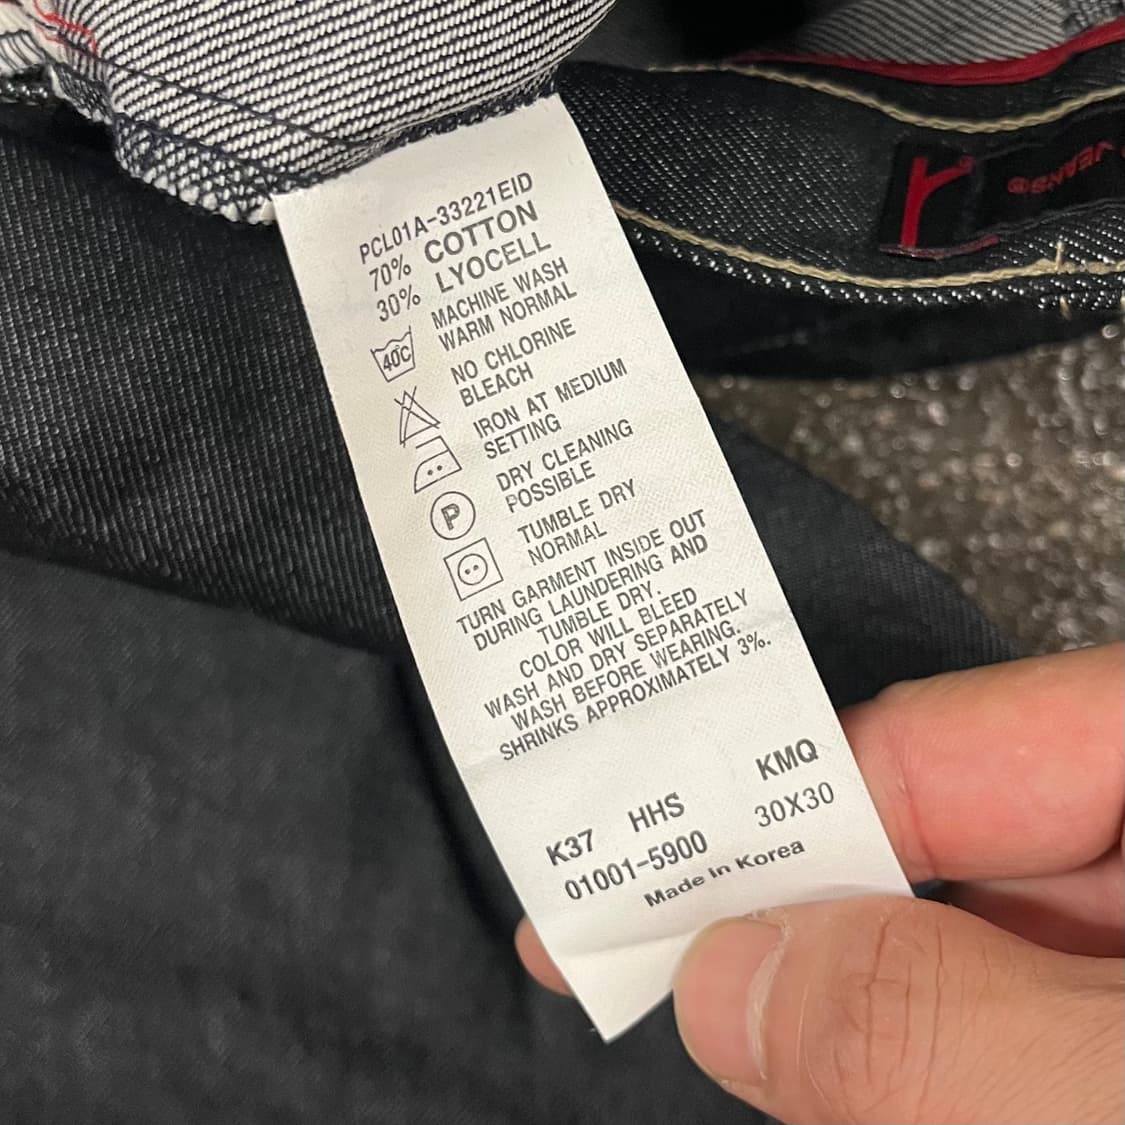 PCL01A-33221EID
70% COTTON
30% LYOCELL
40C MACHINE WASH
WARM NORMAL
NO CHLORINE
BLEACH
IRON AT MEDIUM
SETTING
P DRY CLEANING
POSSIBLE
TUMBLE DRY
NORMAL
TURN GARMENT INSIDE OUT
DURING LAUNDERING AND
TUMBLE DRY.
COLOR WILL BLEED
WASH AND DRY SEPARATELY
WASH BEFORE WEARING.
SHRINKS APPROXIMATELY 3%.
K37 HHS KMQ
01001-5900 30X30
Made in Korea
r
JEANS®